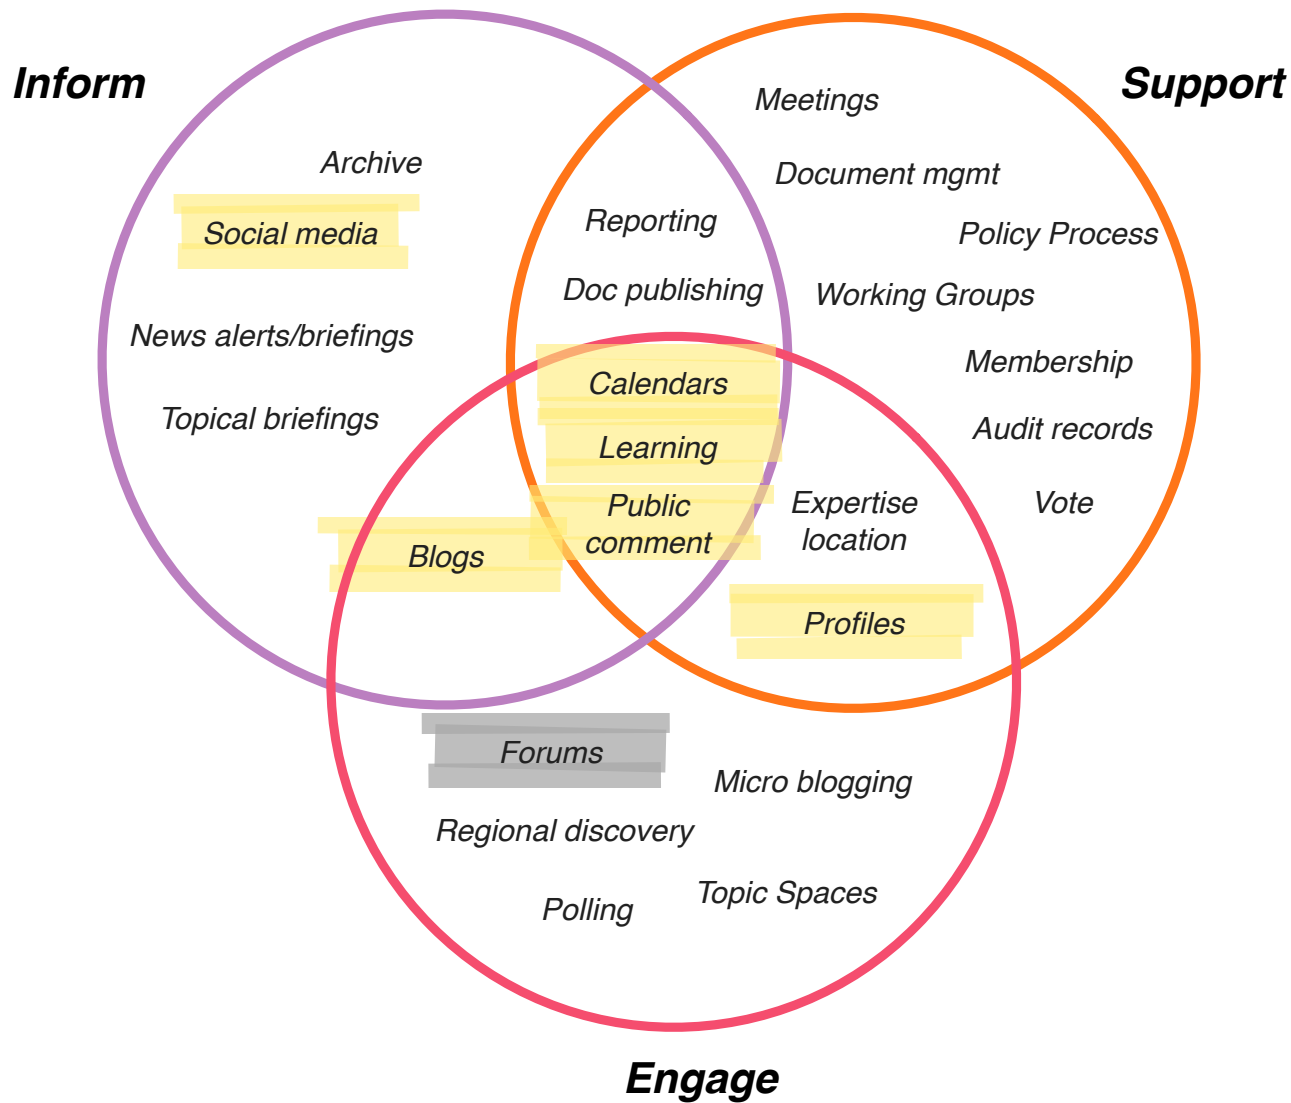 Inform
Support
Meetings
Archive
Document mgmt
Social media
Reporting
Policy Process
Doc publishing
Working Groups
News alerts/briefings
Membership
Calendars
Topical briefings
Audit records
Learning
Public
comment
Expertise
location
Vote
Blogs
Profiles
Forums
Micro blogging
Regional discovery
Topic Spaces
Polling
Engage